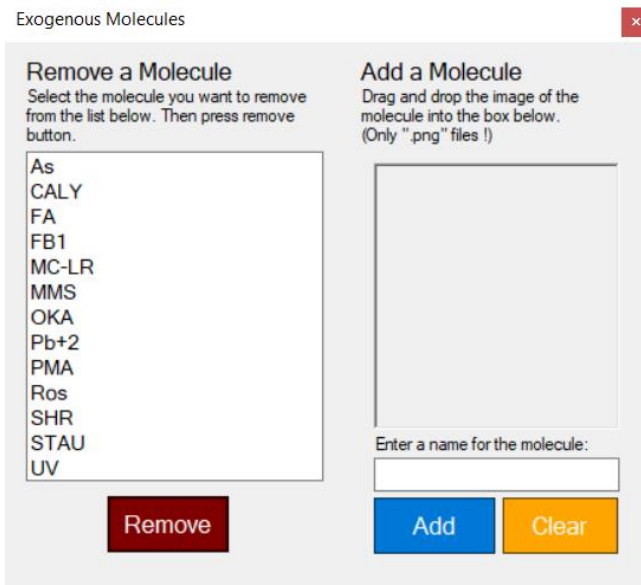 Exogenous Molecules
Remove a Molecule
Select the molecule you want to remove
from the list below. Then press remove
button.
As
CALY
FA
FB1
MC-LR
MMS
OKA
Pb+2
PMA
Ros
SHR
STAU
UV
Remove
Add a Molecule
Drag and drop the image of the
molecule into the box below.
(Only ".png" files !)
Enter a name for the molecule:
Add
Clear